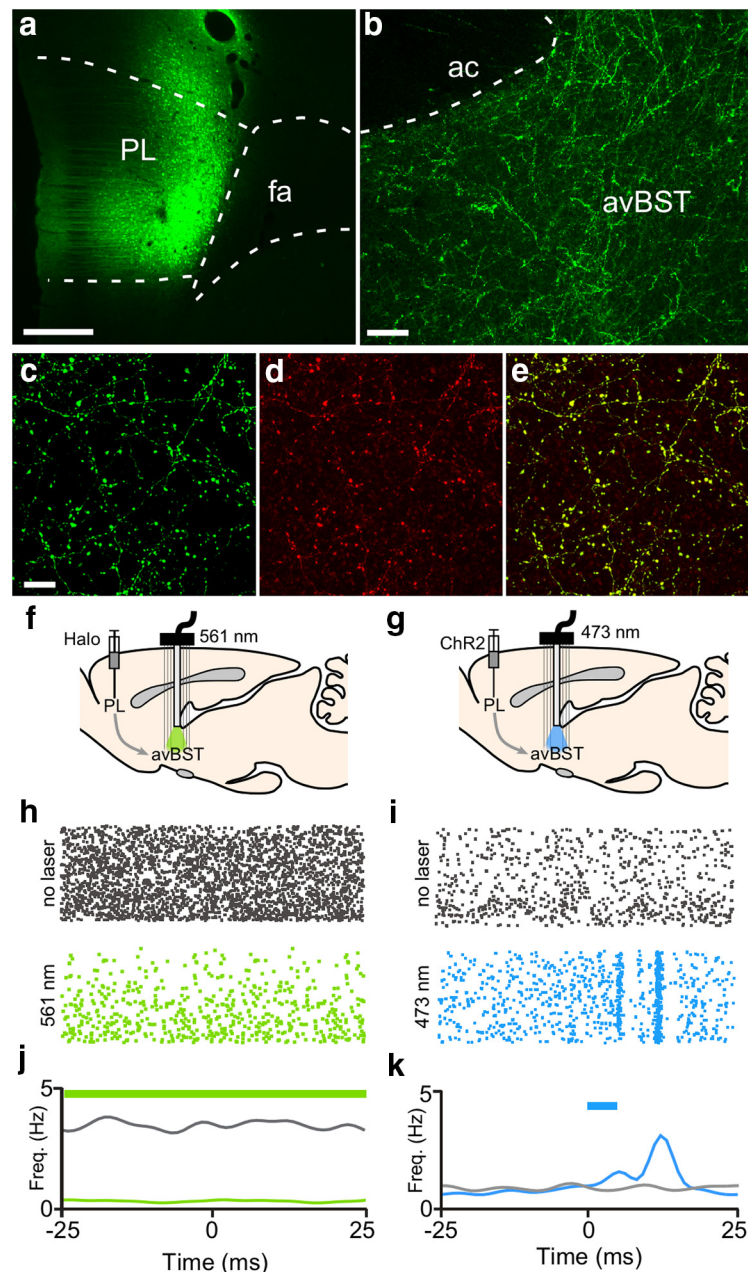 a
PL
fa
b
ac
avBST
c
d
e
f
Halo
561 nm
PL
avBST
g
ChR2
473 nm
PL
avBST
h
no laser
561 nm
i
no laser
473 nm
j
5
Freq. (Hz)
0
-25
0
25
Time (ms)
k
5
Freq. (Hz)
0
-25
0
25
Time (ms)